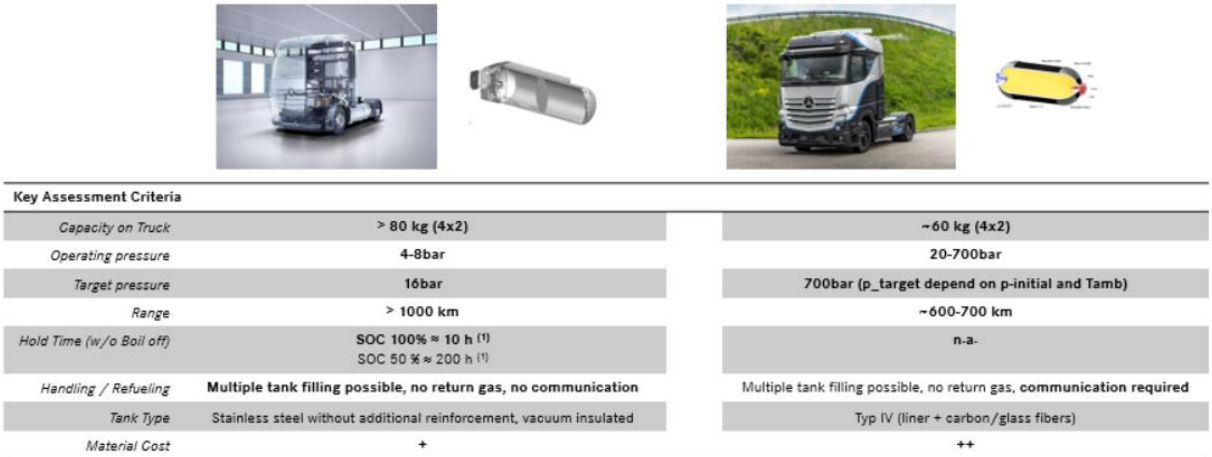 Key Assessment Criteria
Capacity on Truck > 80 kg (4x2) ~60 kg (4x2)
Operating pressure 4-8bar 20-700bar
Target pressure 16bar 700bar (p_target depend on p-initial and Tamb)
Range > 1000 km ~600-700 km
Hold Time (w/o Boil off) SOC 100% ≈ 10 h (1) n.a.
SOC 50 % ≈ 200 h (1)
Handling / Refueling Multiple tank filling possible, no return gas, no communication Multiple tank filling possible, no return gas, communication required
Tank Type Stainless steel without additional reinforcement, vacuum insulated Typ IV (liner + carbon/glass fibers)
Material Cost + ++